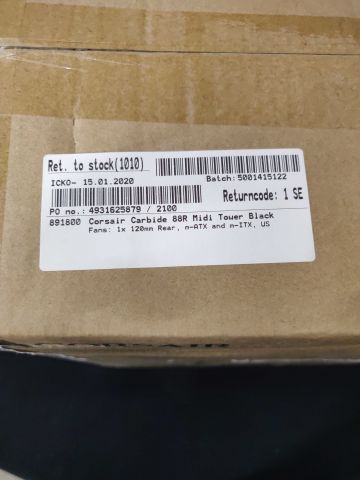 Ret. to stock(1010)
ICKO- 15.01.2020
Batch: 5001415122
Returncode: 1 SE
PO no.: 4931625879 / 2100
891800 Corsair Carbide 88R Midi Tower Black
Fans: 1x 120mm Rear, m-ATX and m-ITX, US
CORSAIR